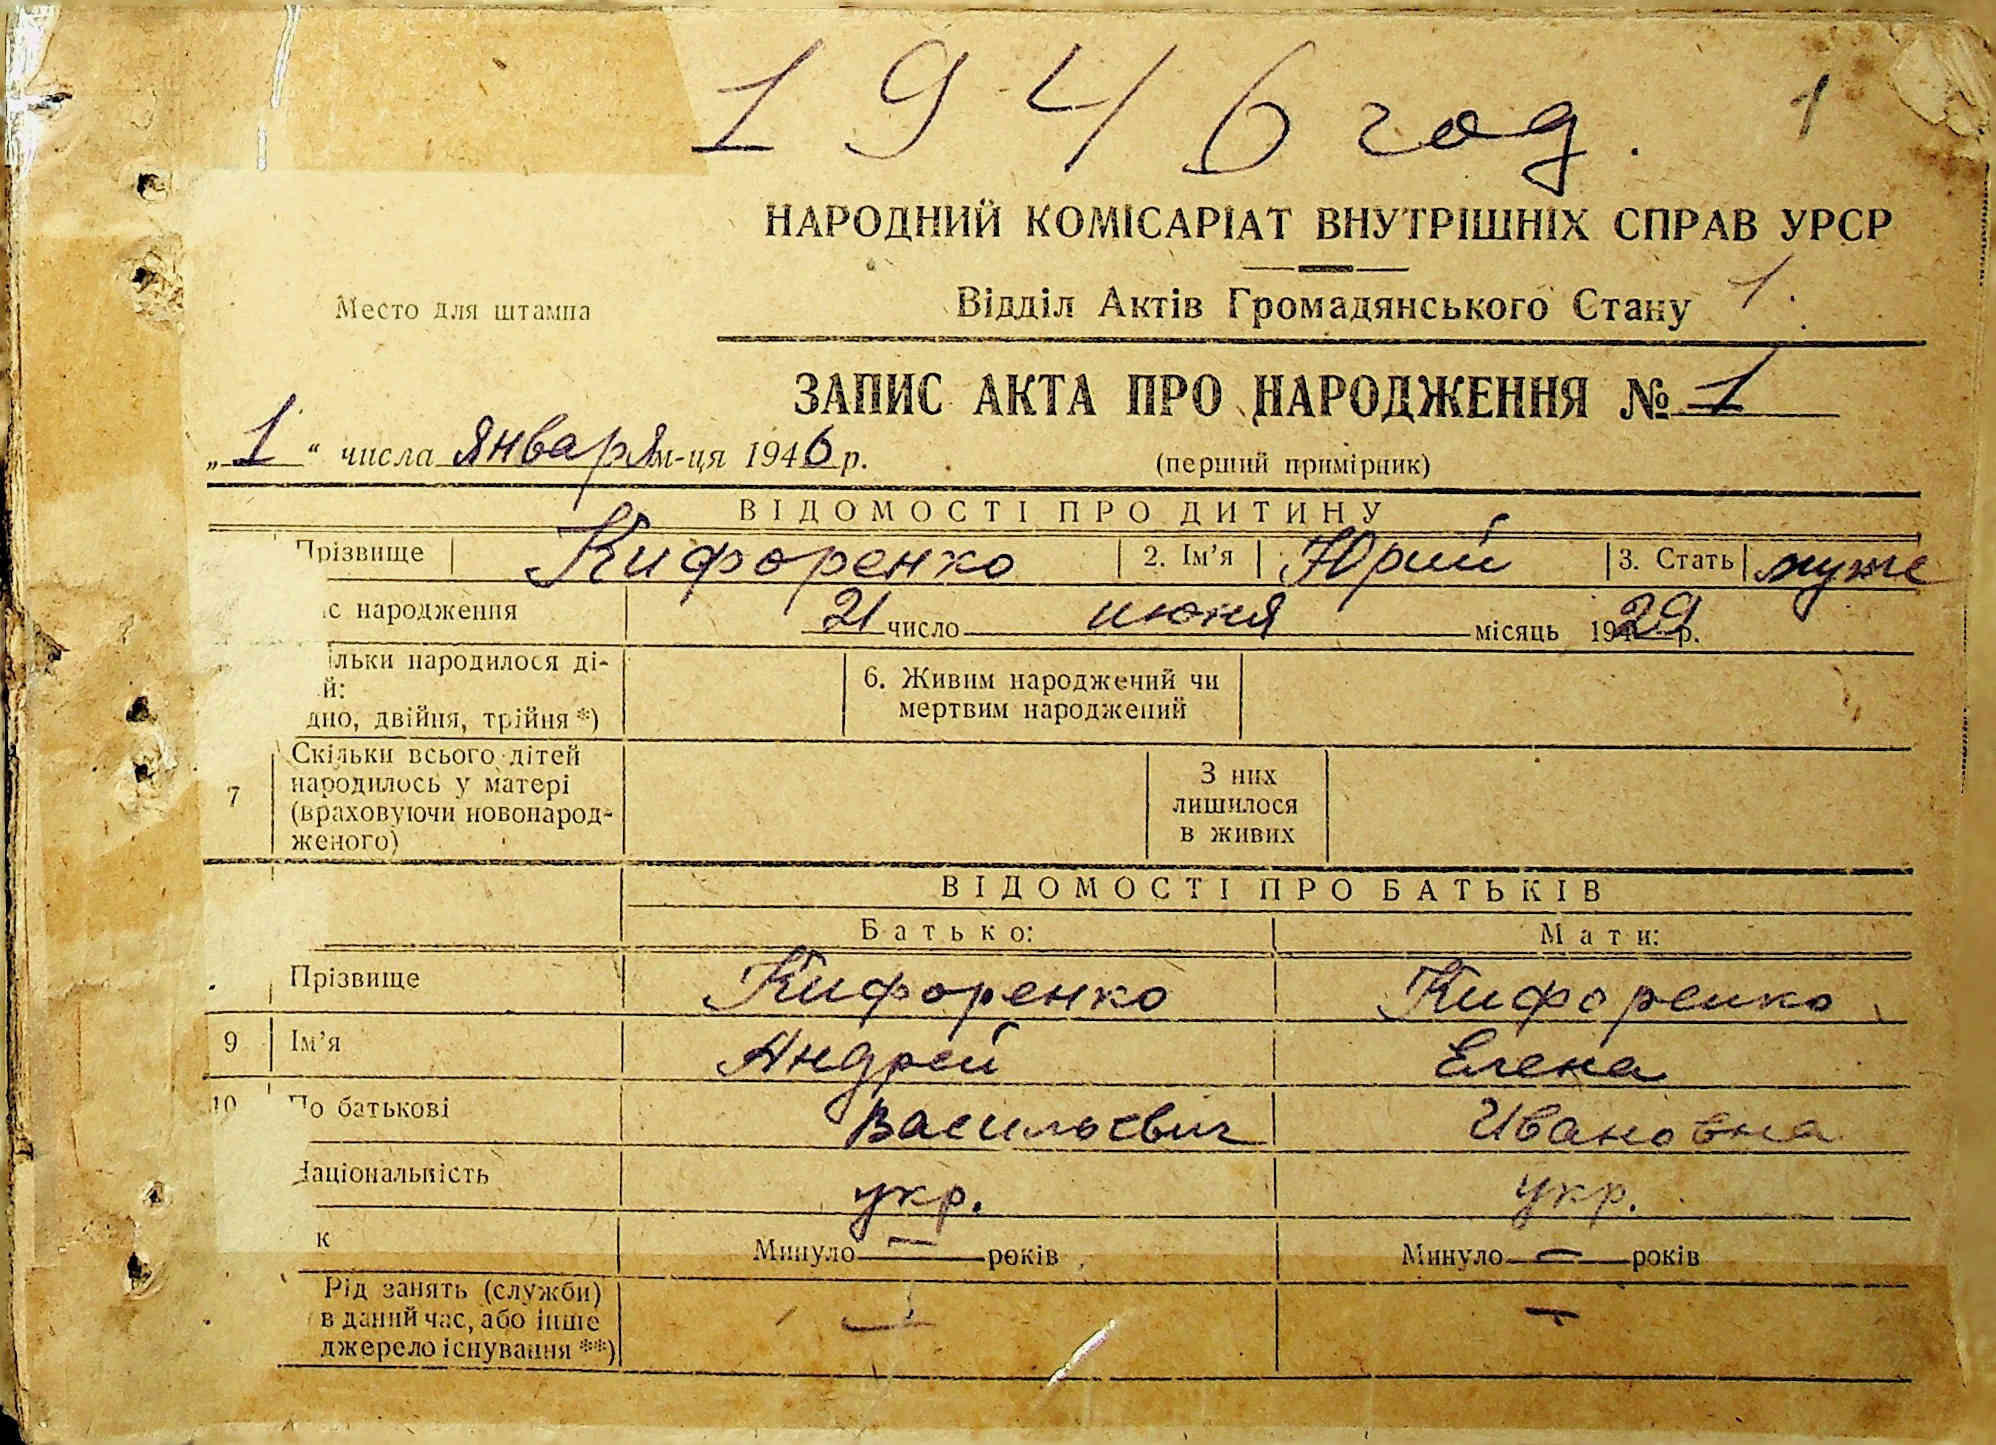 1946 год.
1
НАРОДНИЙ КОМІСАРІАТ ВНУТРІШНІХ СПРАВ УРСР
Место для штампа
Відділ Актів Громадянського Стану 1.
ЗАПИС АКТА ПРО НАРОДЖЕННЯ № 1
„1“ числа января м-ця 1946 р.
(перший примірник)
ВІДОМОСТІ ПРО ДИТИНУ
Прізвище Кифоренко 2. Ім’я Юрий 3. Стать муже
с народження 21 число июня місяць 1929 р.
ільки народилося ді-
й:
дно, двійня, трійня *)
6. Живим народжений чи
мертвим народжений
7 Скільки всього дітей
народилось у матері
(враховуючи новонарод-
женого)
З них
лишилося
в живих
ВІДОМОСТІ ПРО БАТЬКІВ
Батько: Мати:
Прізвище Кифоренко Кифоренко
9 Ім’я Андрей Елена
10 По батькові Васильевич Ивановна
Національність укр. укр.
к Минуло — років Минуло — років
Рід занять (служби)
в даний час, або інше
джерело існування **)
— —